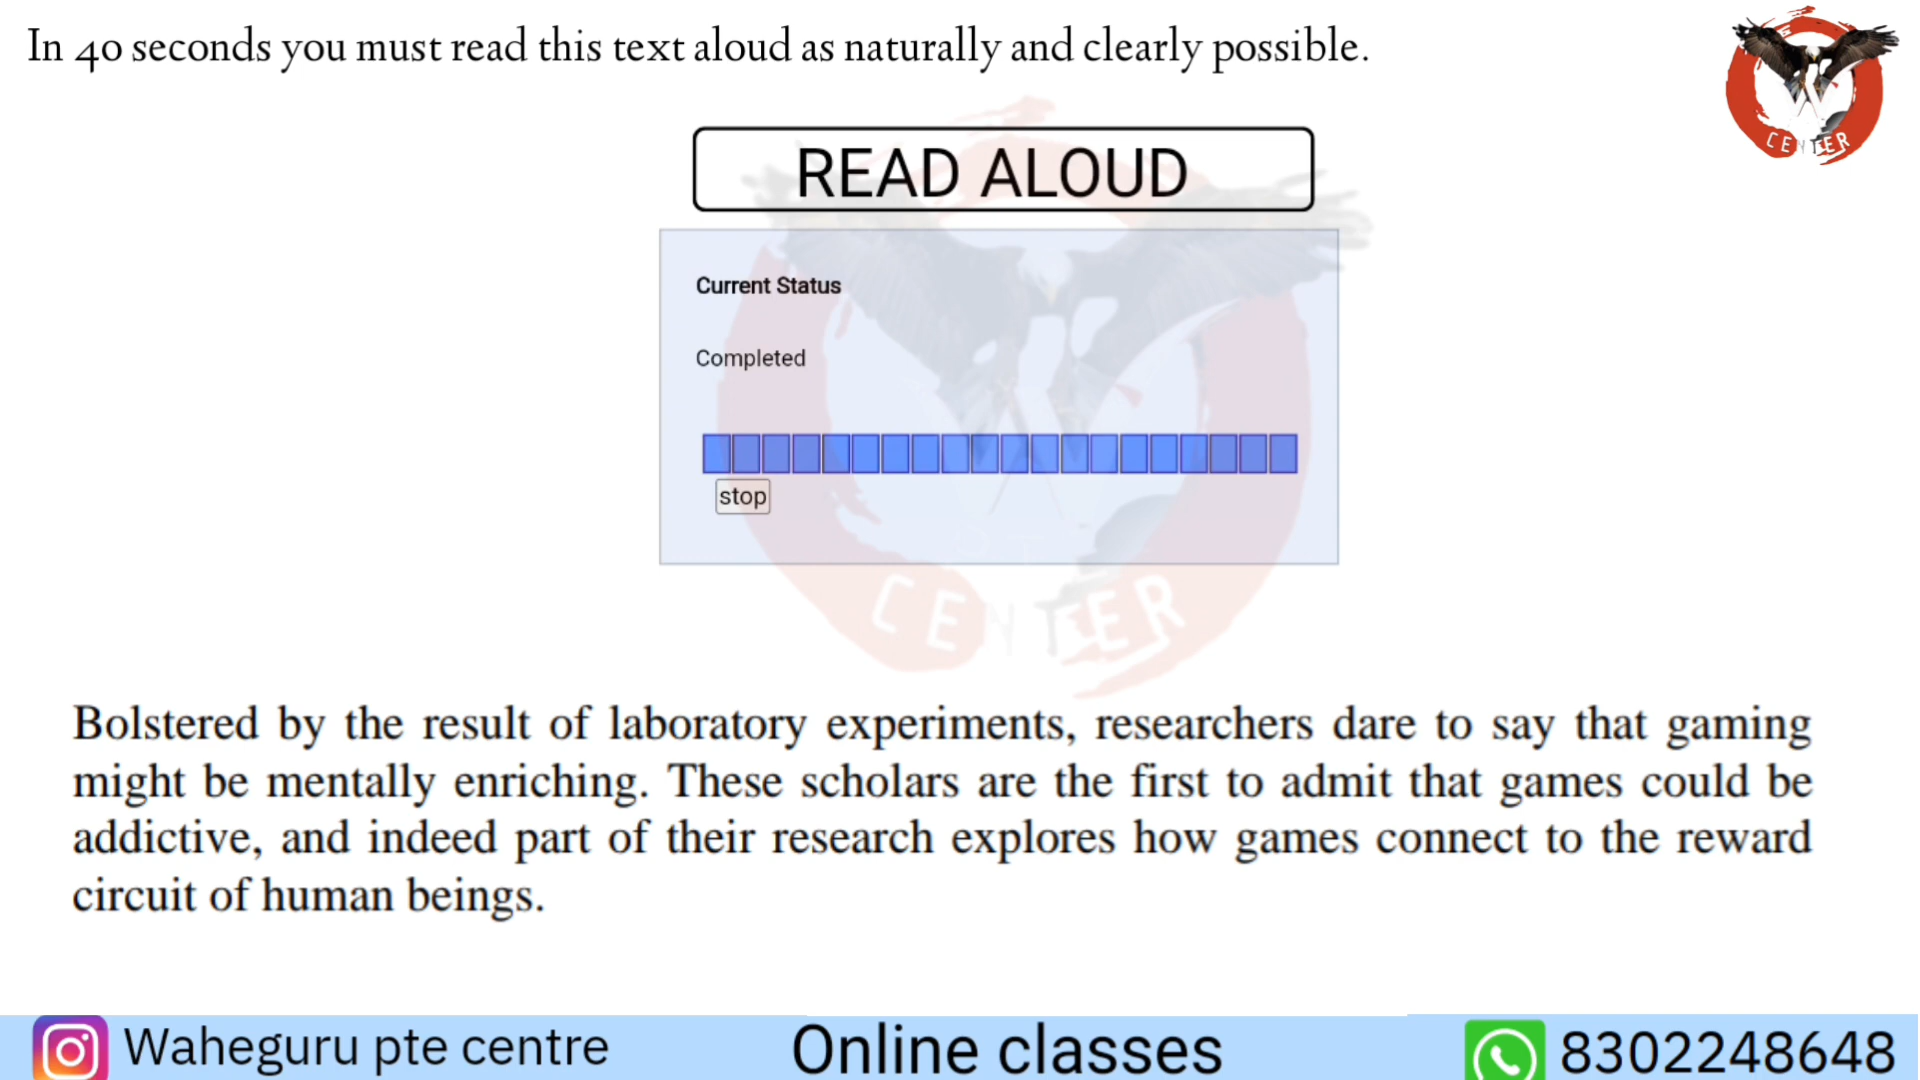 In 40 seconds you must read this text aloud as naturally and clearly possible.
CENTER
READ ALOUD
Current Status
Completed
stop
CENTER
Bolstered by the result of laboratory experiments, researchers dare to say that gaming
might be mentally enriching. These scholars are the first to admit that games could be
addictive, and indeed part of their research explores how games connect to the reward
circuit of human beings.
Waheguru pte centre
Online classes
8302248648